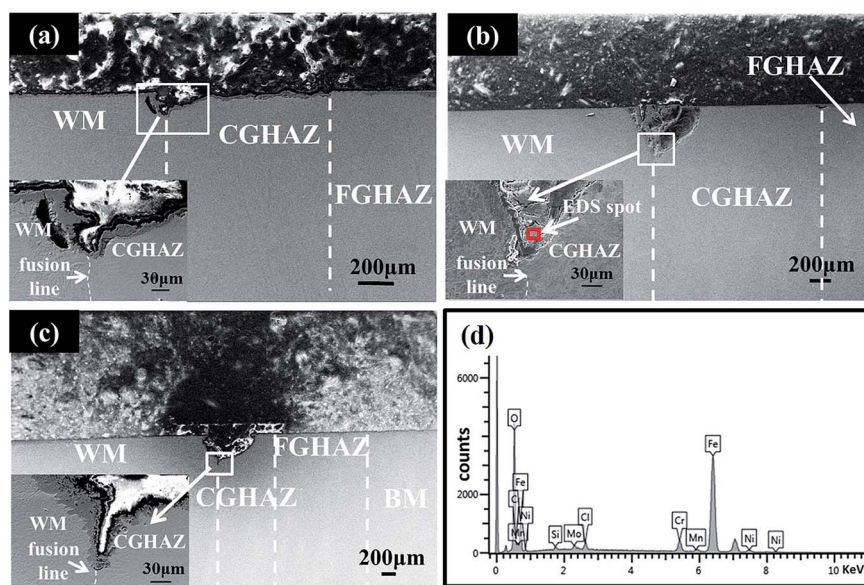 (a)
WM
CGHAZ
FGHAZ
WM
CGHAZ
fusion
line
30μm
200μm
(b)
FGHAZ
WM
CGHAZ
EDS spot
WM
CGHAZ
fusion
line
30μm
200μm
(c)
WM
FGHAZ
CGHAZ
BM
WM
fusion
line
CGHAZ
30μm
200μm
(d)
6000
4000
2000
0
counts
O
Fe
C
Ni
Mn
Si
Mo
Cl
Cr
Mn
Fe
Ni
Ni
0 2 4 6 8 10 KeV